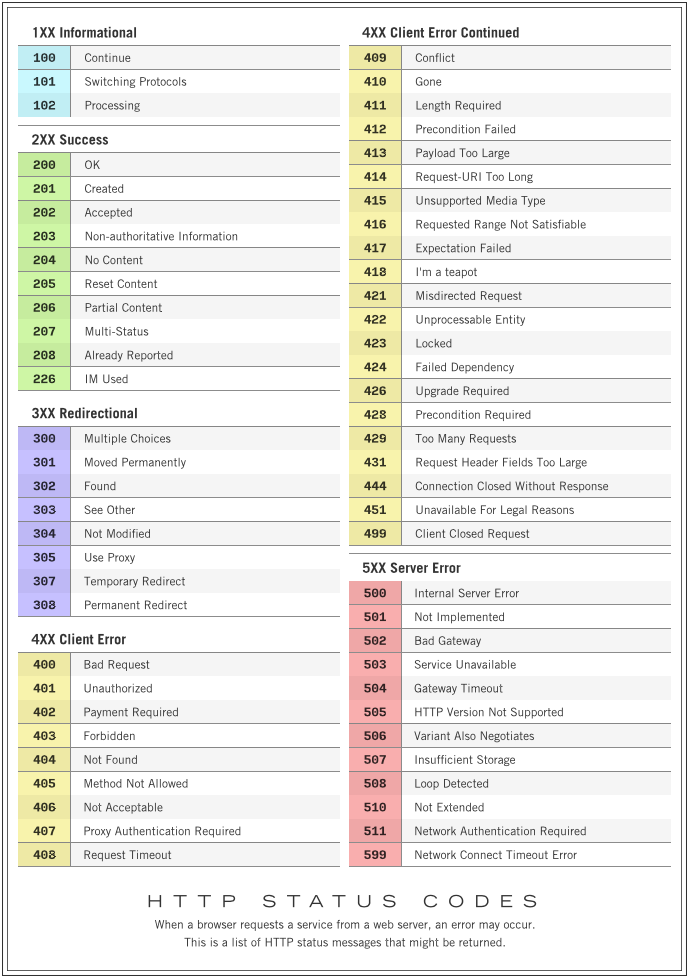 1XX Informational
100 Continue
101 Switching Protocols
102 Processing
2XX Success
200 OK
201 Created
202 Accepted
203 Non-authoritative Information
204 No Content
205 Reset Content
206 Partial Content
207 Multi-Status
208 Already Reported
226 IM Used
3XX Redirectional
300 Multiple Choices
301 Moved Permanently
302 Found
303 See Other
304 Not Modified
305 Use Proxy
307 Temporary Redirect
308 Permanent Redirect
4XX Client Error
400 Bad Request
401 Unauthorized
402 Payment Required
403 Forbidden
404 Not Found
405 Method Not Allowed
406 Not Acceptable
407 Proxy Authentication Required
408 Request Timeout
4XX Client Error Continued
409 Conflict
410 Gone
411 Length Required
412 Precondition Failed
413 Payload Too Large
414 Request-URI Too Long
415 Unsupported Media Type
416 Requested Range Not Satisfiable
417 Expectation Failed
418 I'm a teapot
421 Misdirected Request
422 Unprocessable Entity
423 Locked
424 Failed Dependency
426 Upgrade Required
428 Precondition Required
429 Too Many Requests
431 Request Header Fields Too Large
444 Connection Closed Without Response
451 Unavailable For Legal Reasons
499 Client Closed Request
5XX Server Error
500 Internal Server Error
501 Not Implemented
502 Bad Gateway
503 Service Unavailable
504 Gateway Timeout
505 HTTP Version Not Supported
506 Variant Also Negotiates
507 Insufficient Storage
508 Loop Detected
510 Not Extended
511 Network Authentication Required
599 Network Connect Timeout Error
HTTP STATUS CODES
When a browser requests a service from a web server, an error may occur.
This is a list of HTTP status messages that might be returned.